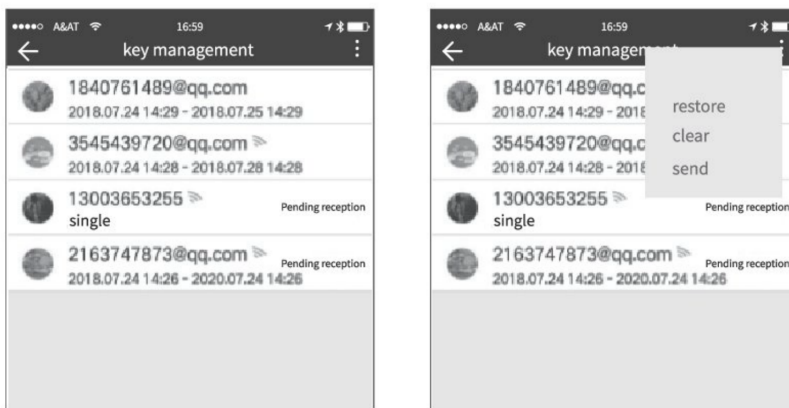 A&AT 16:59
key management
1840761489@qq.com
2018.07.24 14:29 - 2018.07.25 14:29
3545439720@qq.com
2018.07.24 14:28 - 2018.07.28 14:28
13003653255
Pending reception
single
2163747873@qq.com
Pending reception
2018.07.24 14:26 - 2020.07.24 14:26
A&AT 16:59
key managem
restore
clear
send
1840761489@qq.c
2018.07.24 14:29 - 2018
3545439720@qq.c
2018.07.24 14:28 - 2018
13003653255
Pending reception
single
2163747873@qq.com
Pending reception
2018.07.24 14:26 - 2020.07.24 14:26